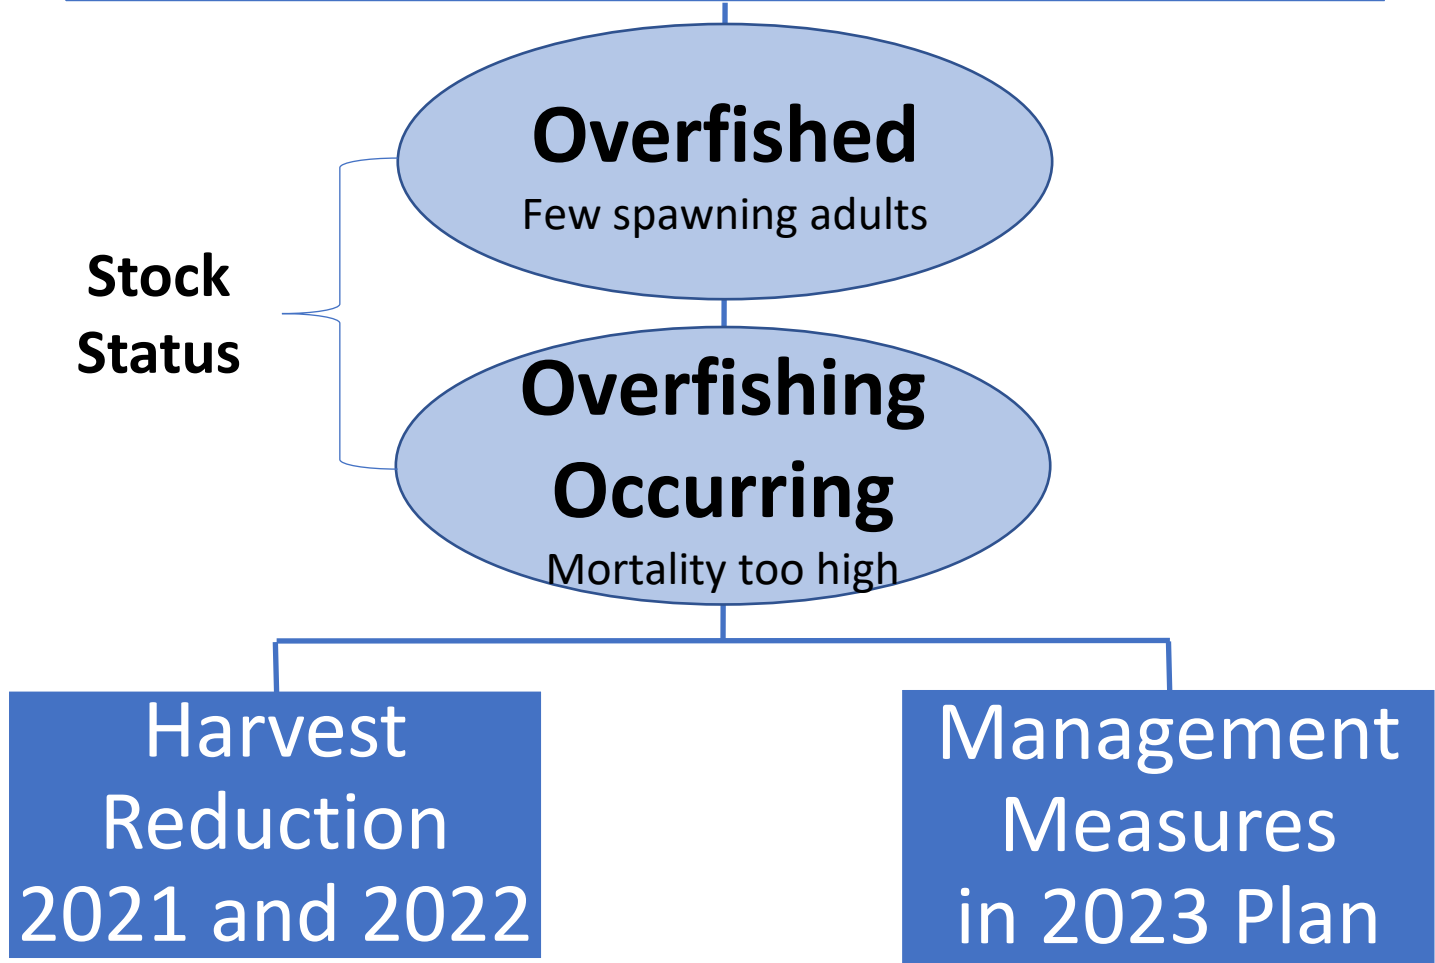 Overfished
Few spawning adults
Stock
Status
Overfishing
Occurring
Mortality too high
Harvest
Reduction
2021 and 2022
Management
Measures
in 2023 Plan